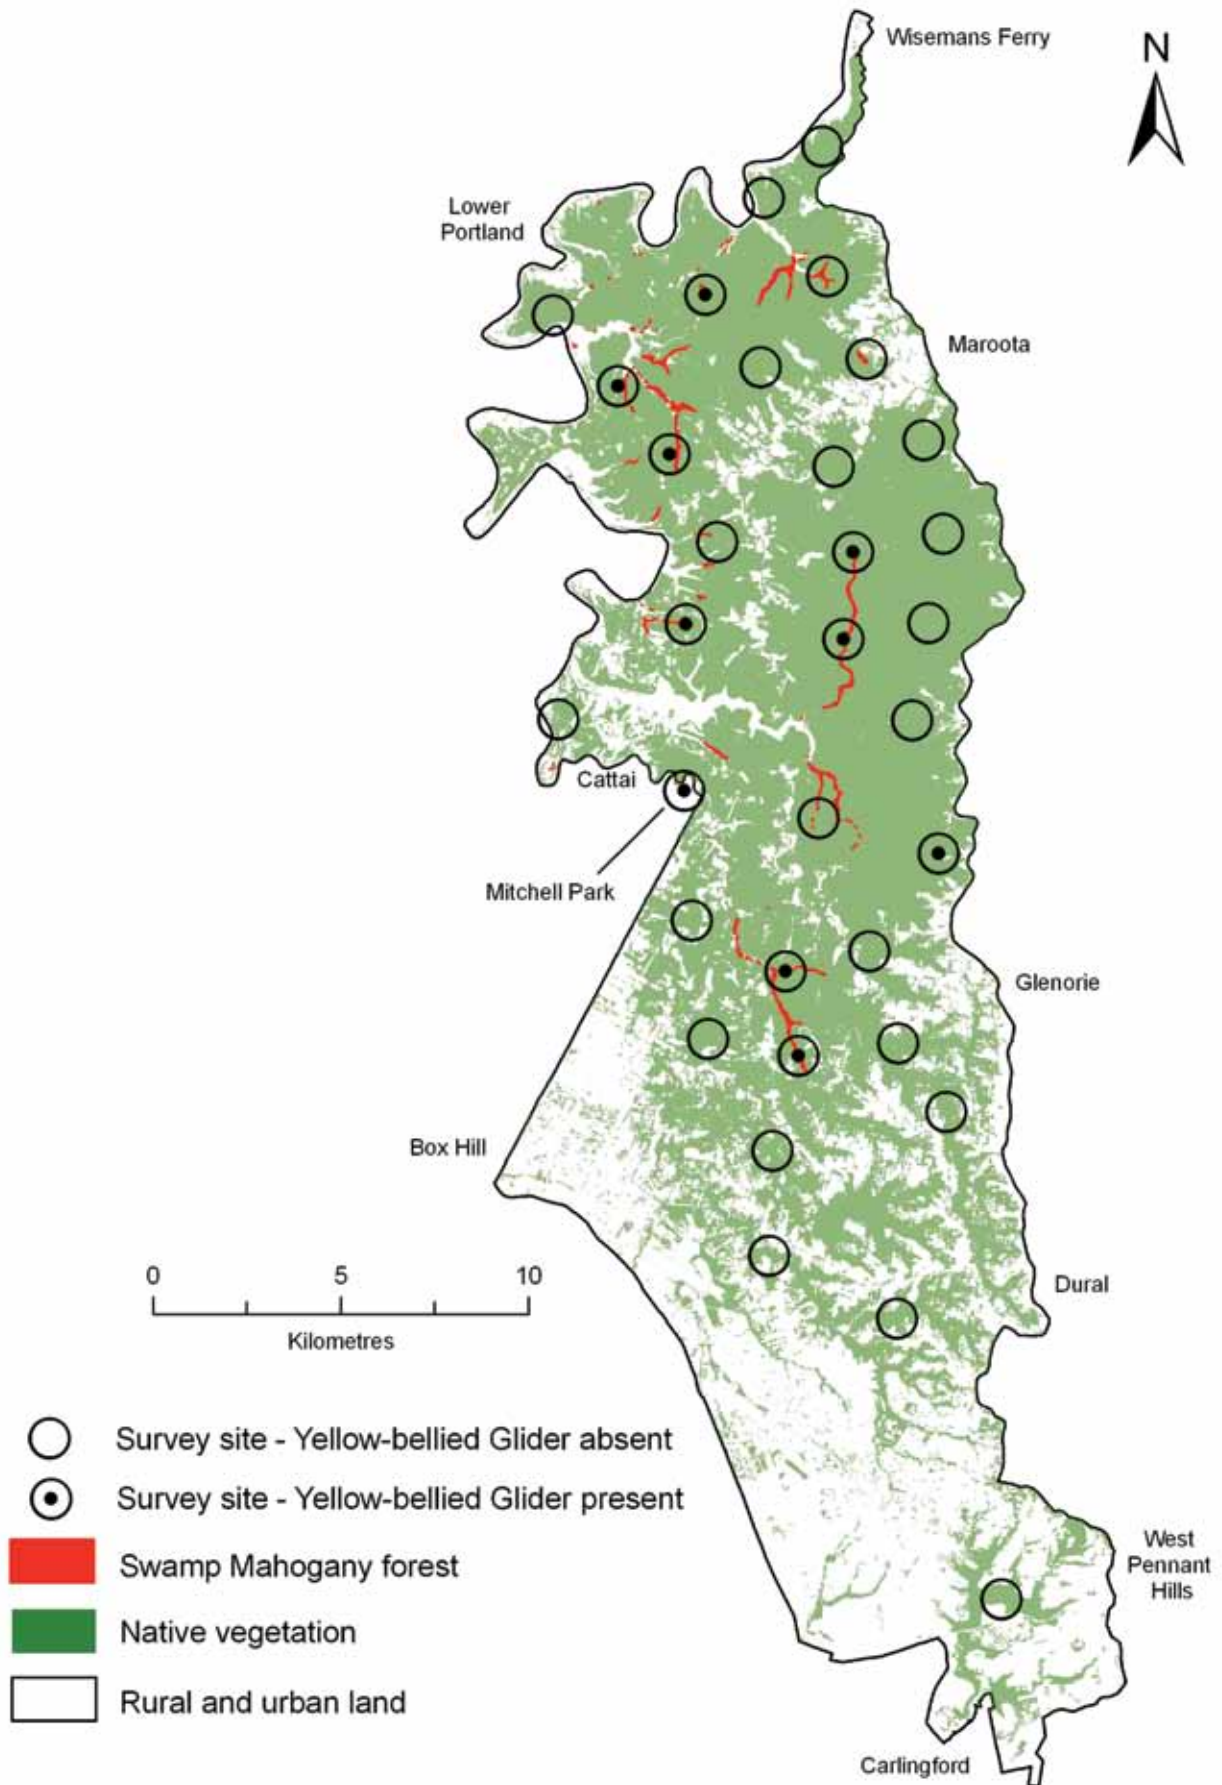 Wisemans Ferry
N
Lower
Portland
Maroota
Cattai
Mitchell Park
Glenorie
Box Hill
0 5 10
Kilometres
Dural
Survey site - Yellow-bellied Glider absent
Survey site - Yellow-bellied Glider present
Swamp Mahogany forest
Native vegetation
Rural and urban land
West
Pennant
Hills
Carlingford